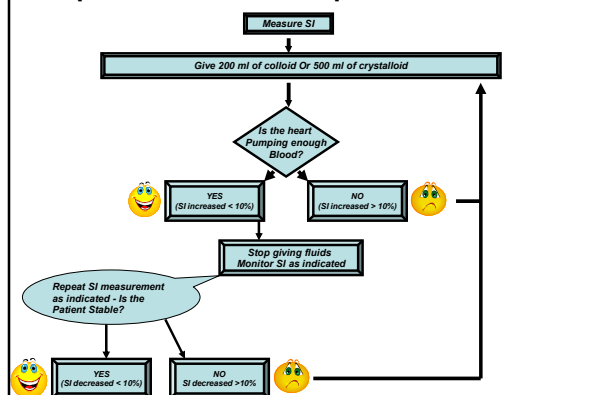 Measure SI
Give 200 ml of colloid Or 500 ml of crystalloid
Is the heart
Pumping enough
Blood?
YES
(SI increased < 10%)
NO
(SI increased > 10%)
Stop giving fluids
Monitor SI as indicated
Repeat SI measurement
as indicated - Is the
Patient Stable?
YES
(SI decreased < 10%)
NO
SI decreased >10%